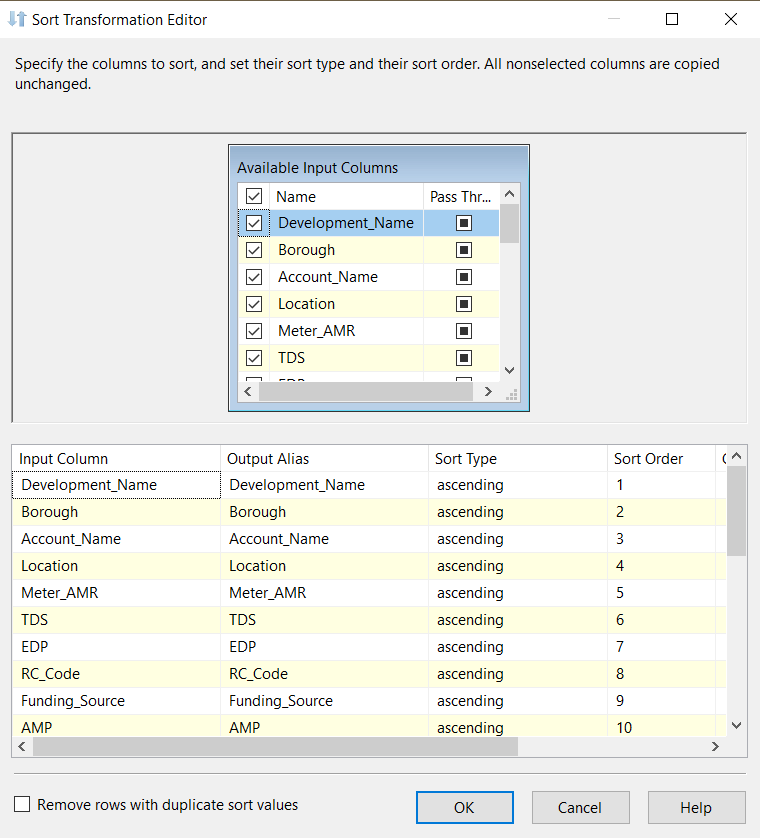 Sort Transformation Editor
Specify the columns to sort, and set their sort type and their sort order. All nonselected columns are copied
unchanged.
Available Input Columns
Name Pass Thr...
Development_Name
Borough
Account_Name
Location
Meter_AMR
TDS
Input Column Output Alias Sort Type Sort Order
Development_Name Development_Name ascending 1
Borough Borough ascending 2
Account_Name Account_Name ascending 3
Location Location ascending 4
Meter_AMR Meter_AMR ascending 5
TDS TDS ascending 6
EDP EDP ascending 7
RC_Code RC_Code ascending 8
Funding_Source Funding_Source ascending 9
AMP AMP ascending 10
Remove rows with duplicate sort values OK Cancel Help